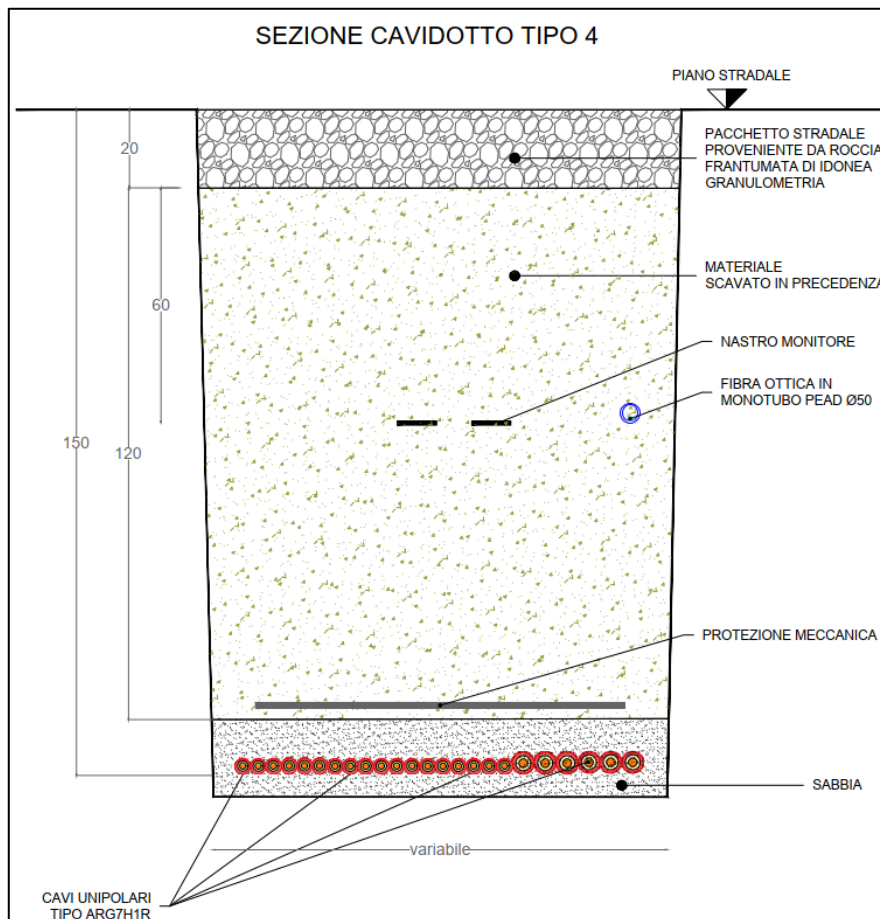 SEZIONE CAVIDOTTO TIPO 4
PIANO STRADALE
PACCHETTO STRADALE
PROVENIENTE DA ROCCIA
FRANTUMATA DI IDONEA
GRANULOMETRIA
20
MATERIALE
SCAVATO IN PRECEDENZA
60
NASTRO MONITORE
FIBRA OTTICA IN
MONOTUBO PEAD Ø50
150
120
PROTEZIONE MECCANICA
SABBIA
variabile
CAVI UNIPOLARI
TIPO ARG7H1R